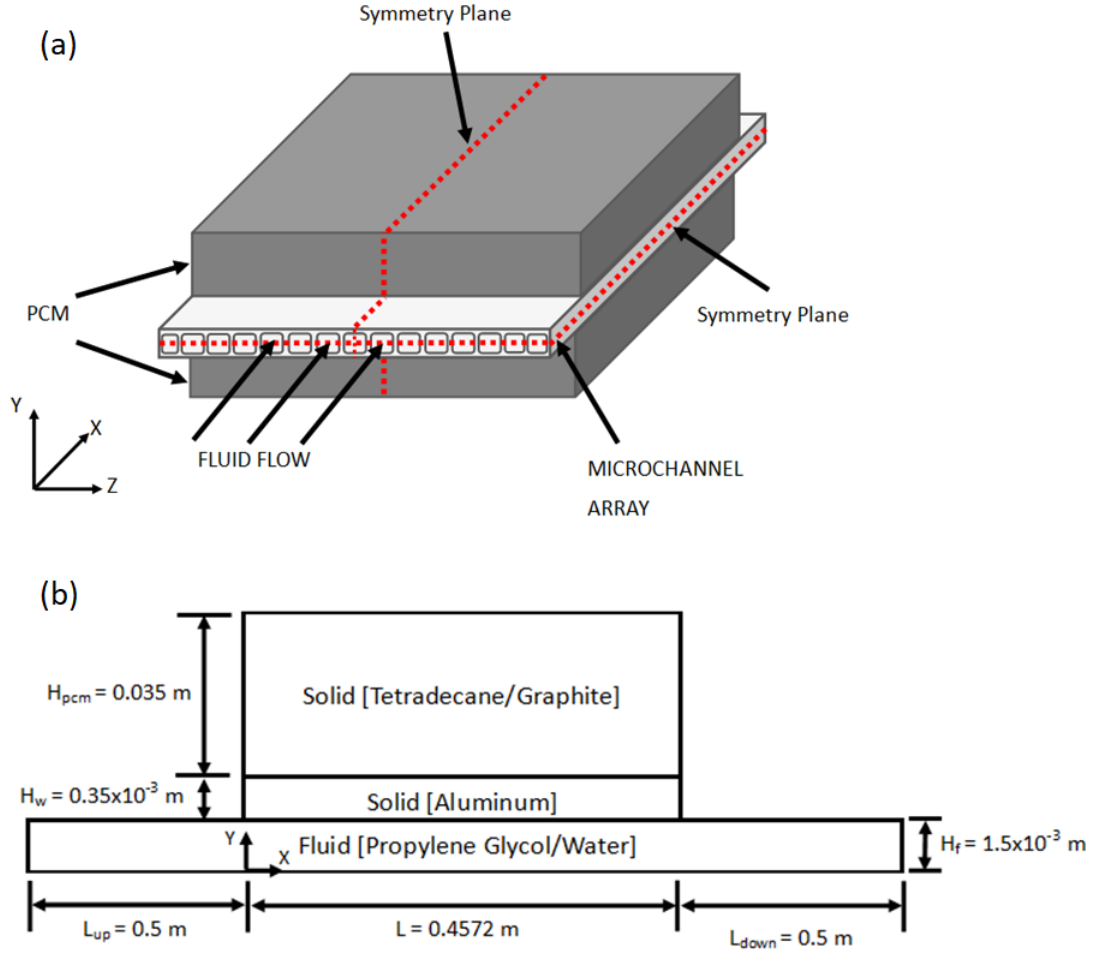 (a)
Symmetry Plane
PCM
Symmetry Plane
Y
X
Z
FLUID FLOW
MICROCHANNEL
ARRAY
(b)
Hpcm = 0.035 m
Solid [Tetradecane/Graphite]
Hw = 0.35x10-3 m
Solid [Aluminum]
Y
X
Fluid [Propylene Glycol/Water]
Hf = 1.5x10-3 m
Lup = 0.5 m
L = 0.4572 m
Ldown = 0.5 m